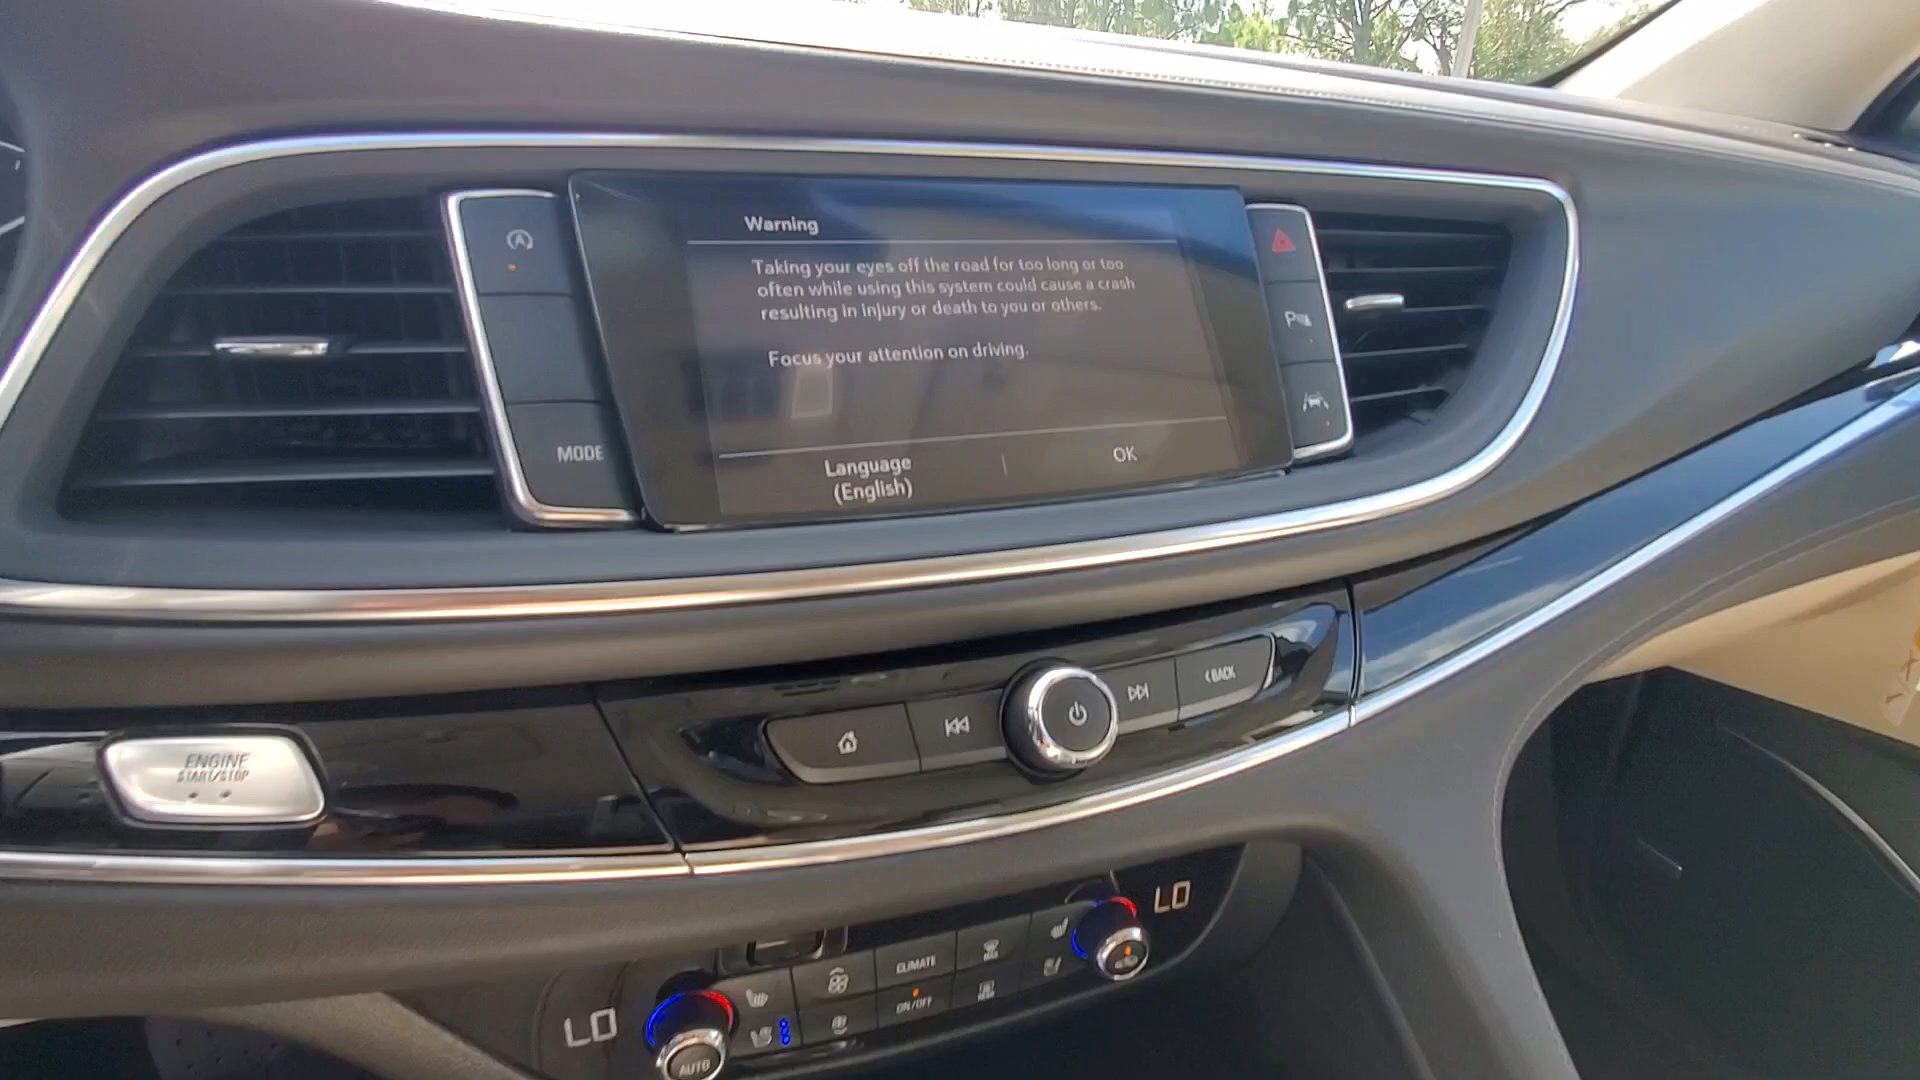 Warning
Taking your eyes off the road for too long or too
often while using this system could cause a crash
resulting in injury or death to you or others.
Focus your attention on driving.
Language
(English)
OK
A
MODE
P
ENGINE
START/STOP
< BACK
LO
LO
CLIMATE
ON/OFF
MAX
REAR
AUTO